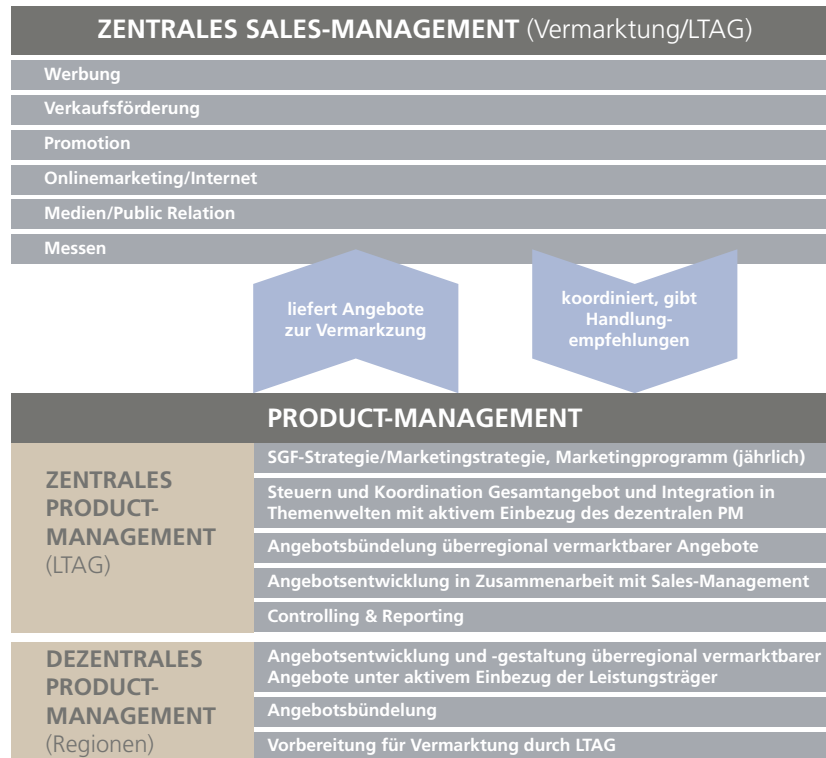 ZENTRALES SALES-MANAGEMENT (Vermarktung/LTAG)
Werbung
Verkaufsförderung
Promotion
Onlinemarketing/Internet
Medien/Public Relation
Messen
liefert Angebote
zur Vermarkzung
koordiniert, gibt
Handlung-
empfehlungen
PRODUCT-MANAGEMENT
ZENTRALES
PRODUCT-
MANAGEMENT
(LTAG)
SGF-Strategie/Marketingstrategie, Marketingprogramm (jährlich)
Steuern und Koordination Gesamtangebot und Integration in
Themenwelten mit aktivem Einbezug des dezentralen PM
Angebotsbündelung überregional vermarktbarer Angebote
Angebotsentwicklung in Zusammenarbeit mit Sales-Management
Controlling & Reporting
DEZENTRALES
PRODUCT-
MANAGEMENT
(Regionen)
Angebotsentwicklung und -gestaltung überregional vermarktbarer
Angebote unter aktivem Einbezug der Leistungsträger
Angebotsbündelung
Vorbereitung für Vermarktung durch LTAG